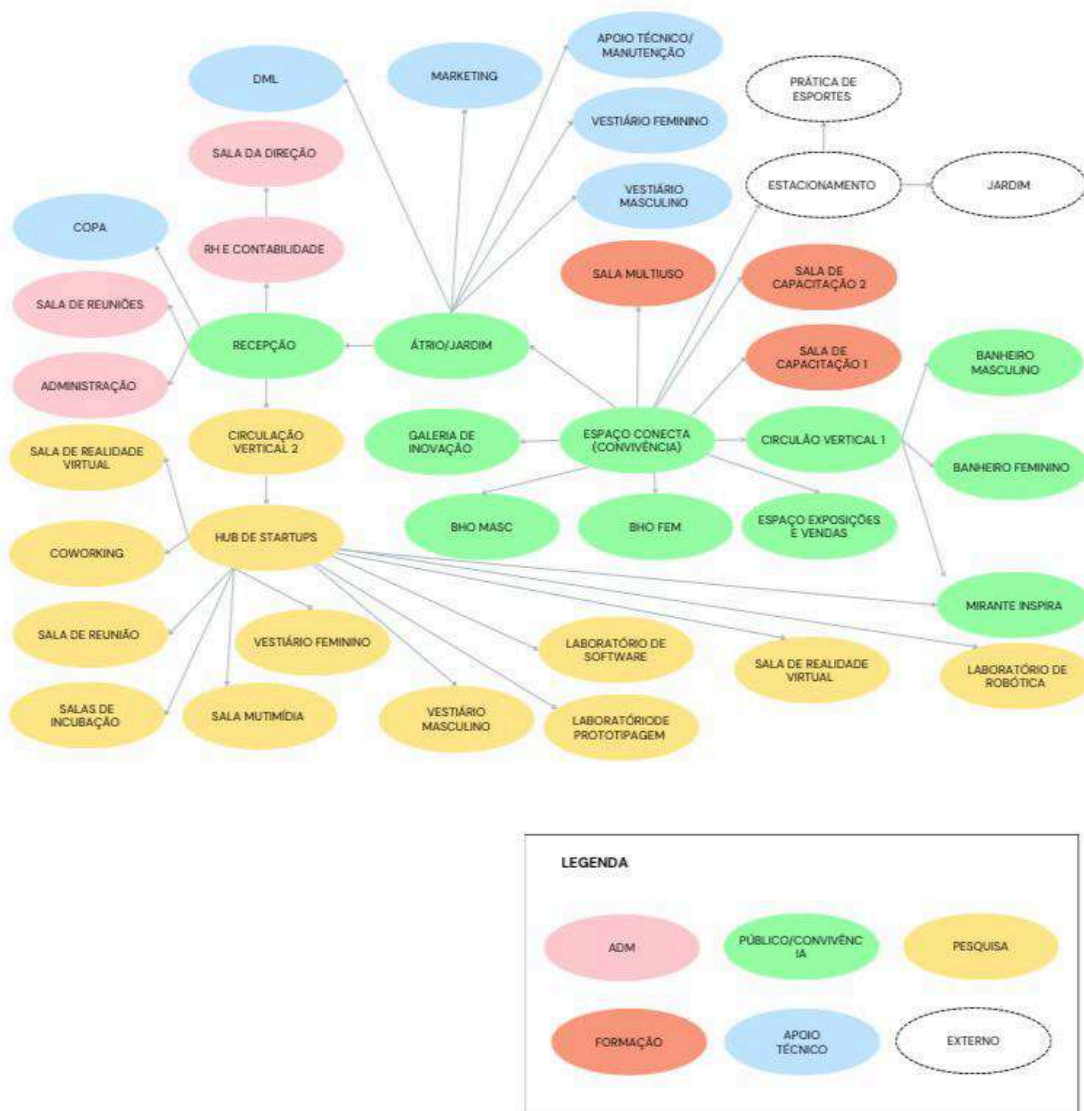 APOIO TÉCNICO/
MANUTENÇÃO
DML
MARKETING
PRÁTICA DE
ESPORTES
VESTIÁRIO FEMININO
SALA DA DIREÇÃO
VESTIÁRIO
MASCULINO
ESTACIONAMENTO
JARDIM
COPA
RH E CONTABILIDADE
SALA MULTIUSO
SALA DE
CAPACITAÇÃO 2
SALA DE REUNIÕES
RECEPÇÃO
ÁTRIO/JARDIM
SALA DE
CAPACITAÇÃO 1
BANHEIRO
MASCULINO
ADMINISTRAÇÃO
CIRCULAÇÃO
VERTICAL 2
GALERIA DE
INOVAÇÃO
ESPAÇO CONECTA
(CONVIVÊNCIA)
CIRCULÃO VERTICAL 1
SALA DE REALIDADE
VIRTUAL
BANHEIRO FEMININO
BHO MASC
BHO FEM
ESPAÇO EXPOSIÇÕES
E VENDAS
HUB DE STARTUPS
COWORKING
MIRANTE INSPIRA
SALA DE REUNIÃO
VESTIÁRIO FEMININO
LABORATÓRIO DE
SOFTWARE
SALA DE REALIDADE
VIRTUAL
LABORATÓRIO DE
ROBÓTICA
SALAS DE
INCUBAÇÃO
SALA MUTIMÍDIA
VESTIÁRIO
MASCULINO
LABORATÓRIODE
PROTOTIPAGEM
LEGENDA
ADM
PÚBLICO/CONVIVÊNC
IA
PESQUISA
FORMAÇÃO
APOIO
TÉCNICO
EXTERNO